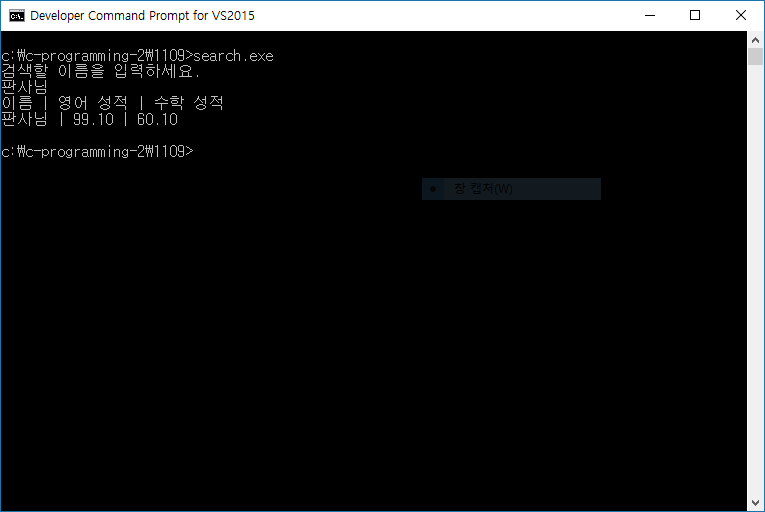 Developer Command Prompt for VS2015
c:₩c-programming-2₩1109>search.exe
검색할 이름을 입력하세요.
판사님
이름 | 영어 성적 | 수학 성적
판사님 | 99.10 | 60.10
c:₩c-programming-2₩1109>
창 캡처(W)